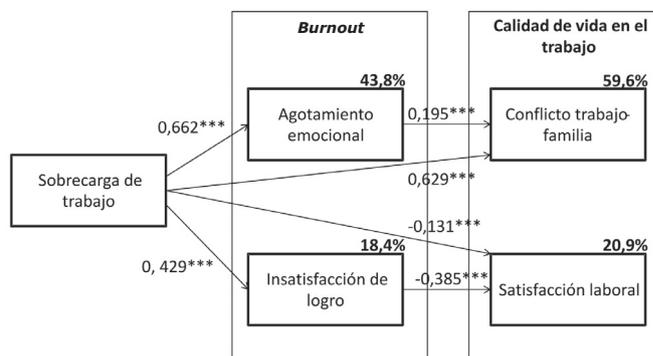 Burnout
Calidad de vida en el
trabajo
43,8%
59,6%
Agotamiento
emocional
0,195***
Conflicto trabajo-
familia
0,662***
Sobrecarga de
trabajo
0,629***
-0,131***
18,4%
20,9%
0, 429***
Insatisfacción de
logro
-0,385***
Satisfacción laboral